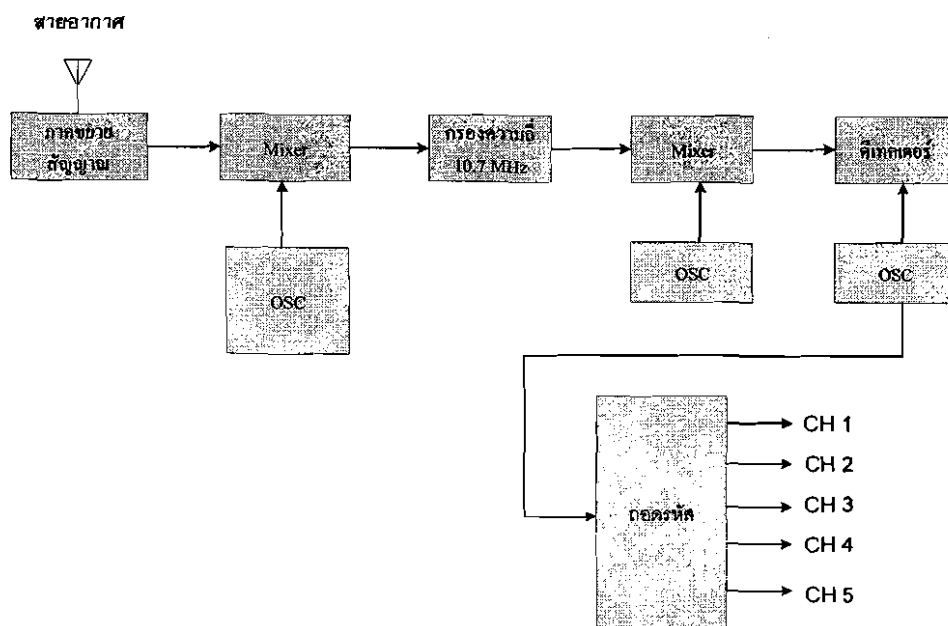 สายอากาศ
ภาคขยาย
สัญญาณ
Mixer
กรองความถี่
10.7 MHz
Mixer
ดีเทคเตอร์
OSC
OSC
OSC
ถอดรหัส
CH 1
CH 2
CH 3
CH 4
CH 5